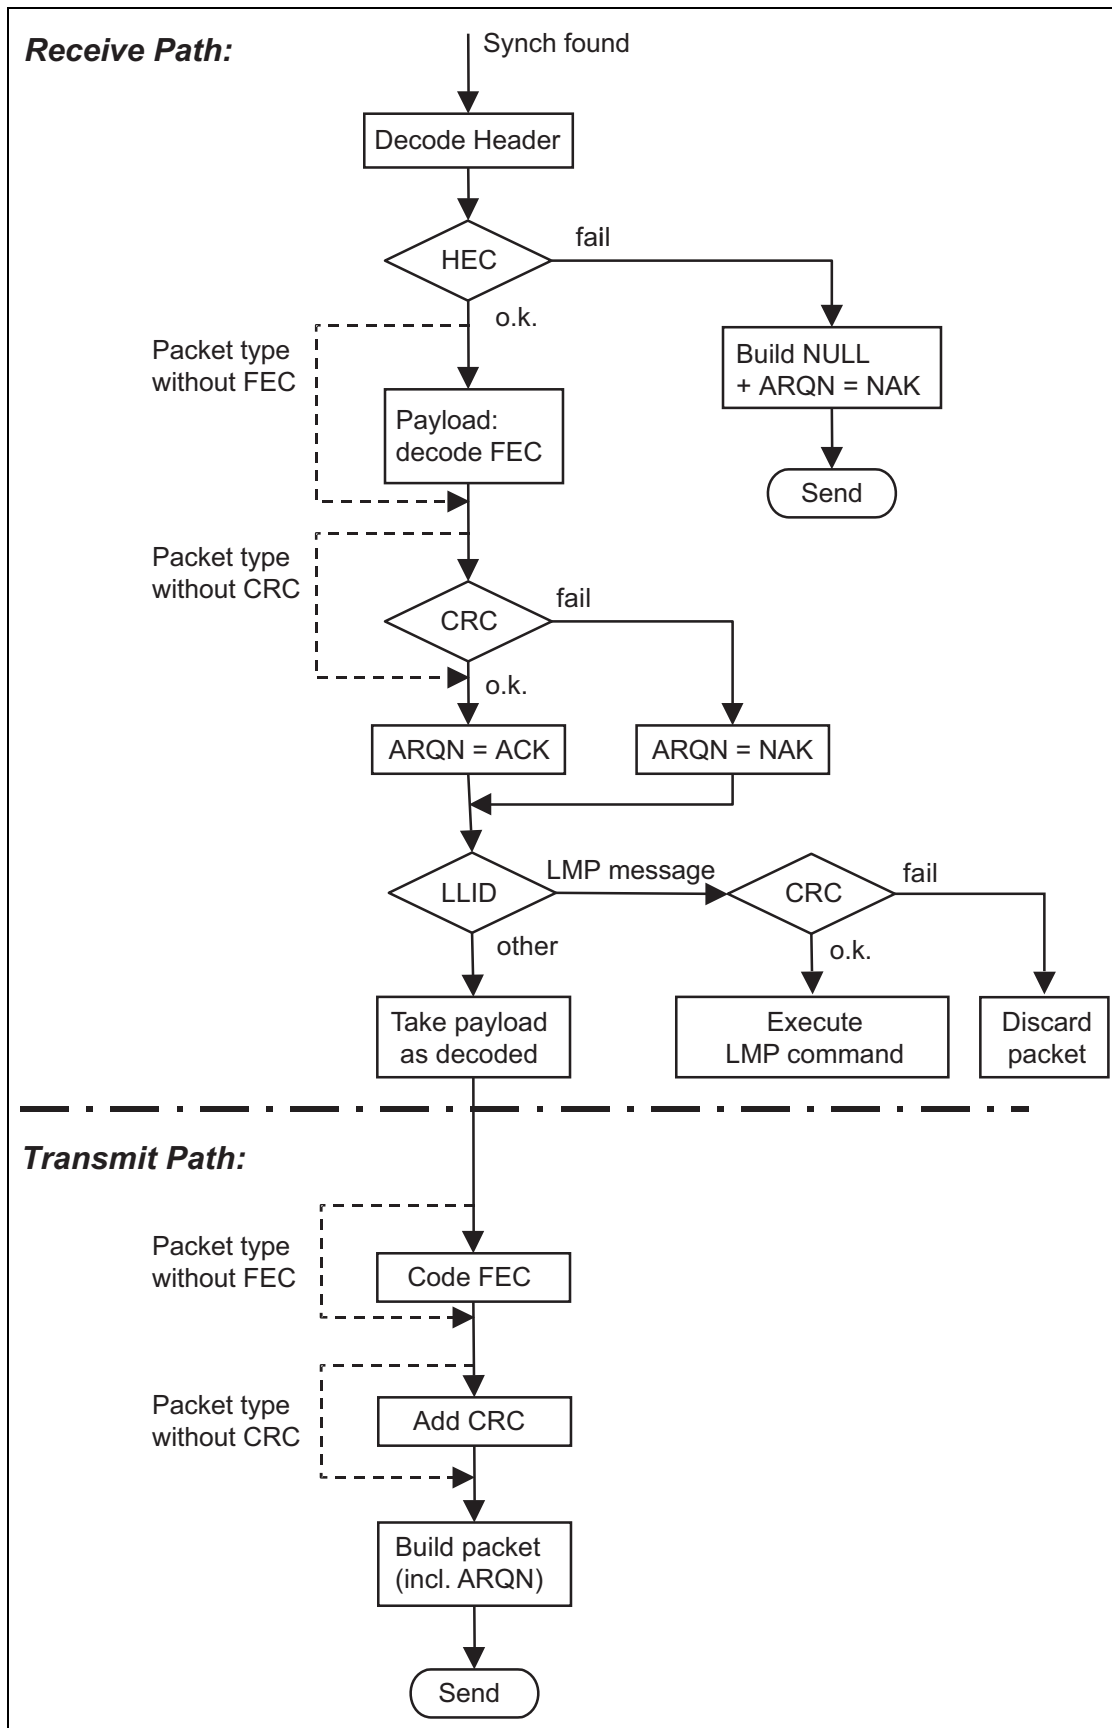 Receive Path:
Synch found
Decode Header
HEC
fail
o.k.
Packet type
without FEC
Build NULL
+ ARQN = NAK
Payload:
decode FEC
Send
Packet type
without CRC
CRC
fail
o.k.
ARQN = ACK
ARQN = NAK
LLID
LMP message
CRC
fail
other
o.k.
Take payload
as decoded
Execute
LMP command
Discard
packet
Transmit Path:
Packet type
without FEC
Code FEC
Packet type
without CRC
Add CRC
Build packet
(incl. ARQN)
Send